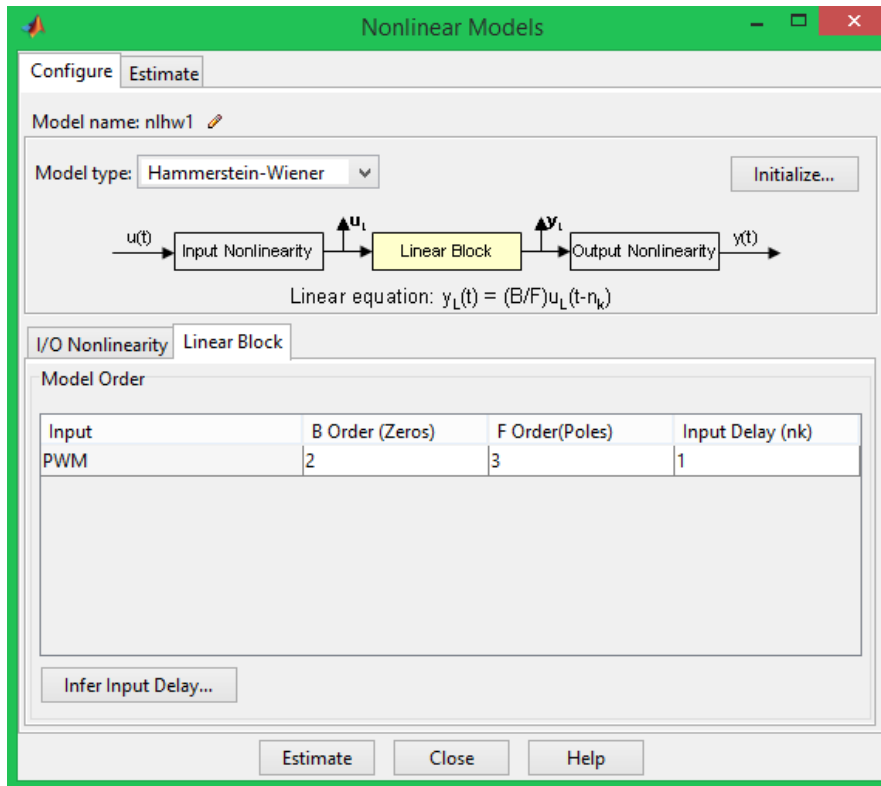 Nonlinear Models
Configure Estimate
Model name: nlhw1
Model type: Hammerstein-Wiener Initialize...
u(t) Input Nonlinearity uL Linear Block yL Output Nonlinearity y(t)
Linear equation: yL(t) = (B/F)uL(t-nk)
I/O Nonlinearity Linear Block
Model Order
Input B Order (Zeros) F Order(Poles) Input Delay (nk)
PWM 2 3 1
Infer Input Delay...
Estimate Close Help